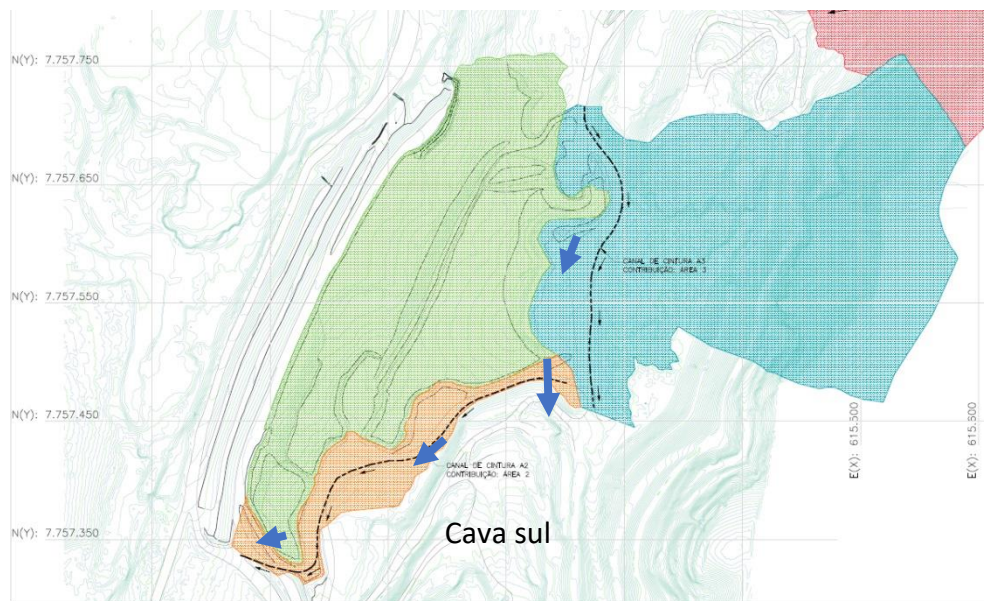 N(Y): 7.757.750
N(Y): 7.757.650
CANAL DE CINTURA A3
CONTRIBUIÇÃO: ÁREA 3
N(Y): 7.757.550
N(Y): 7.757.450
E(X): 615.500
E(X): 615.600
CANAL DE CINTURA A2
CONTRIBUIÇÃO: ÁREA 2
Cava sul
N(Y): 7.757.350